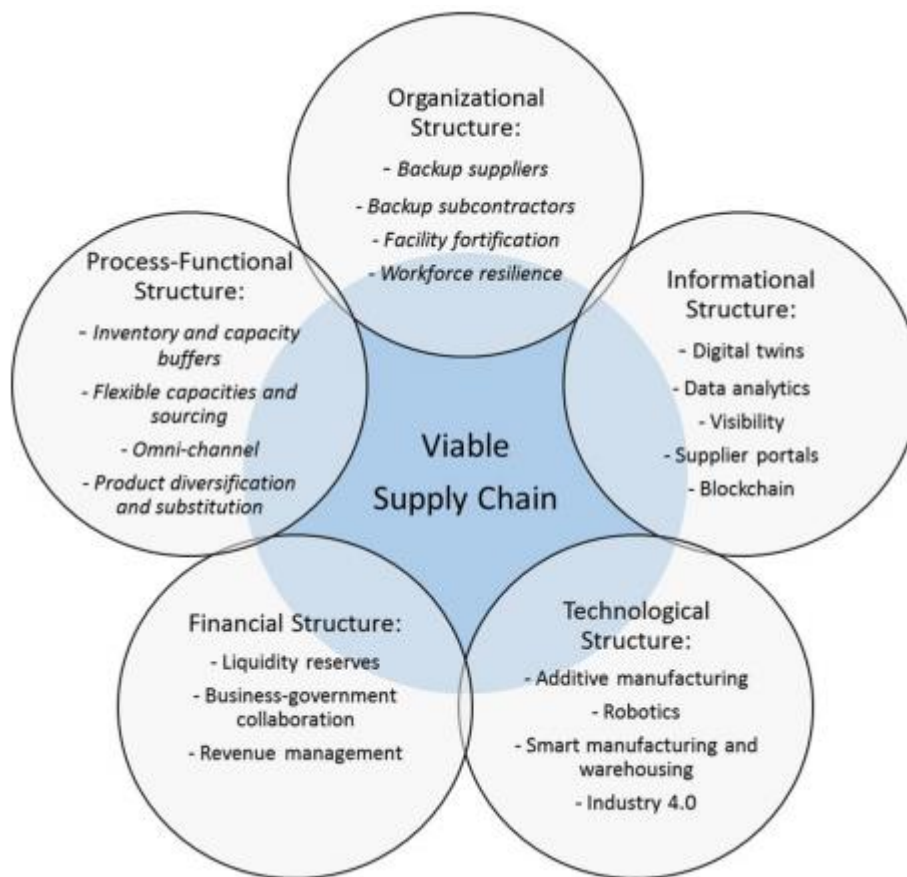 Organizational
Structure:
- Backup suppliers
- Backup subcontractors
- Facility fortification
- Workforce resilience
Process-Functional
Structure:
- Inventory and capacity
buffers
- Flexible capacities and
sourcing
- Omni-channel
- Product diversification
and substitution
Informational
Structure:
- Digital twins
- Data analytics
- Visibility
- Supplier portals
- Blockchain
Viable
Supply Chain
Financial Structure:
- Liquidity reserves
- Business-government
collaboration
- Revenue management
Technological
Structure:
- Additive manufacturing
- Robotics
- Smart manufacturing and
warehousing
- Industry 4.0